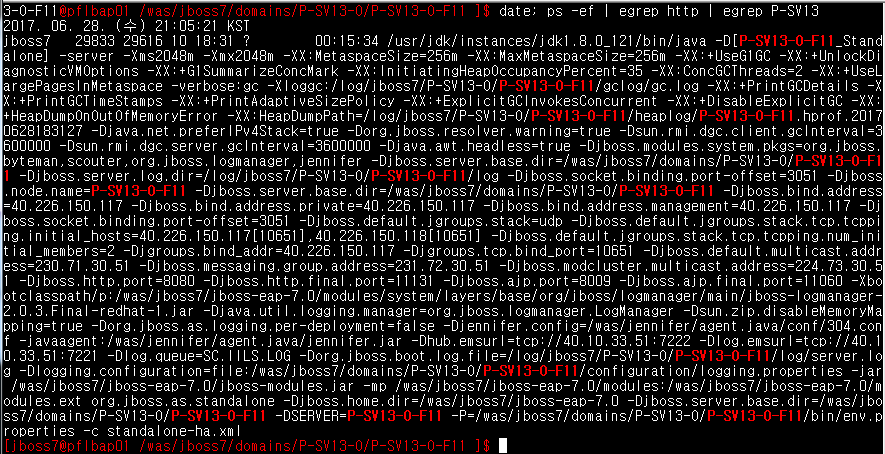 3-0-F11@pflbap01 /was/jboss7/domains/P-SV13-0/P-SV13-0-F11 ]$ date; ps -ef | egrep http | egrep P-SV13
2017. 06. 28. (수) 21:05:21 KST
jboss7   29833 29616 10 18:31 ?        00:15:34 /usr/jdk/instances/jdk1.8.0_121/bin/java -D[P-SV13-0-F11_Stand
alone] -server -Xms2048m -Xmx2048m -XX:MetaspaceSize=256m -XX:MaxMetaspaceSize=256m -XX:+UseG1GC -XX:+UnlockDi
agnosticVMOptions -XX:+G1SummarizeConcMark -XX:InitiatingHeapOccupancyPercent=35 -XX:ConcGCThreads=2 -XX:+UseL
argePagesInMetaspace -verbose:gc -Xloggc:/log/jboss7/P-SV13-0/P-SV13-0-F11/gclog/gc.log -XX:+PrintGCDetails -X
X:+PrintGCTimeStamps -XX:+PrintAdaptiveSizePolicy -XX:+ExplicitGCInvokesConcurrent -XX:+DisableExplicitGC -XX:
+HeapDumpOnOutOfMemoryError -XX:HeapDumpPath=/log/jboss7/P-SV13-0/P-SV13-0-F11/heaplog/P-SV13-0-F11.hprof.2017
0628183127 -Djava.net.preferIPv4Stack=true -Dorg.jboss.resolver.warning=true -Dsun.rmi.dgc.client.gcInterval=3
600000 -Dsun.rmi.dgc.server.gcInterval=3600000 -Djava.awt.headless=true -Djboss.modules.system.pkgs=org.jboss.
byteman,scouter,org.jboss.logmanager,jennifer -Djboss.server.base.dir=/was/jboss7/domains/P-SV13-0/P-SV13-0-F1
1 -Djboss.server.log.dir=/log/jboss7/P-SV13-0/P-SV13-0-F11/log -Djboss.socket.binding.port-offset=3051 -Djboss
.node.name=P-SV13-0-F11 -Djboss.server.base.dir=/was/jboss7/domains/P-SV13-0/P-SV13-0-F11 -Djboss.bind.address
=40.226.150.117 -Djboss.bind.address.private=40.226.150.117 -Djboss.bind.address.management=40.226.150.117 -Dj
boss.socket.binding.port-offset=3051 -Djboss.default.jgroups.stack=udp -Djboss.default.jgroups.stack.tcp.tcppi
ng.initial_hosts=40.226.150.117[10651],40.226.150.118[10651] -Djboss.default.jgroups.stack.tcp.tcpping.num_ini
tial_members=2 -Djgroups.bind_addr=40.226.150.117 -Djgroups.tcp.bind_port=10651 -Djboss.default.multicast.addr
ess=230.71.30.51 -Djboss.messaging.group.address=231.72.30.51 -Djboss.modcluster.multicast.address=224.73.30.5
1 -Djboss.http.port=8080 -Djboss.http.final.port=11131 -Djboss.ajp.port=8009 -Djboss.ajp.final.port=11060 -Xbo
otclasspath/p:/was/jboss7/jboss-eap-7.0/modules/system/layers/base/org/jboss/logmanager/main/jboss-logmanager-
2.0.3.Final-redhat-1.jar -Djava.util.logging.manager=org.jboss.logmanager.LogManager -Dsun.zip.disableMemoryMa
pping=true -Dorg.jboss.as.logging.per-deployment=false -Djennifer.config=/was/jennifer/agent.java/conf/304.con
f -javaagent:/was/jennifer/agent.java/jennifer.jar -Dhub.emsurl=tcp://40.10.33.51:7222 -Dlog.emsurl=tcp://40.1
0.33.51:7221 -Dlog.queue=SC.IILS.LOG -Dorg.jboss.boot.log.file=/log/jboss7/P-SV13-0/P-SV13-0-F11/log/server.lo
g -Dlogging.configuration=file:/was/jboss7/domains/P-SV13-0/P-SV13-0-F11/configuration/logging.properties -jar
 /was/jboss7/jboss-eap-7.0/jboss-modules.jar -mp /was/jboss7/jboss-eap-7.0/modules:/was/jboss7/jboss-eap-7.0/m
odules.ext org.jboss.as.standalone -Djboss.home.dir=/was/jboss7/jboss-eap-7.0 -Djboss.server.base.dir=/was/jbo
ss7/domains/P-SV13-0/P-SV13-0-F11 -DSERVER=P-SV13-0-F11 -P=/was/jboss7/domains/P-SV13-0/P-SV13-0-F11/bin/env.p
roperties -c standalone-ha.xml
[jboss7@pflbap01 /was/jboss7/domains/P-SV13-0/P-SV13-0-F11 ]$